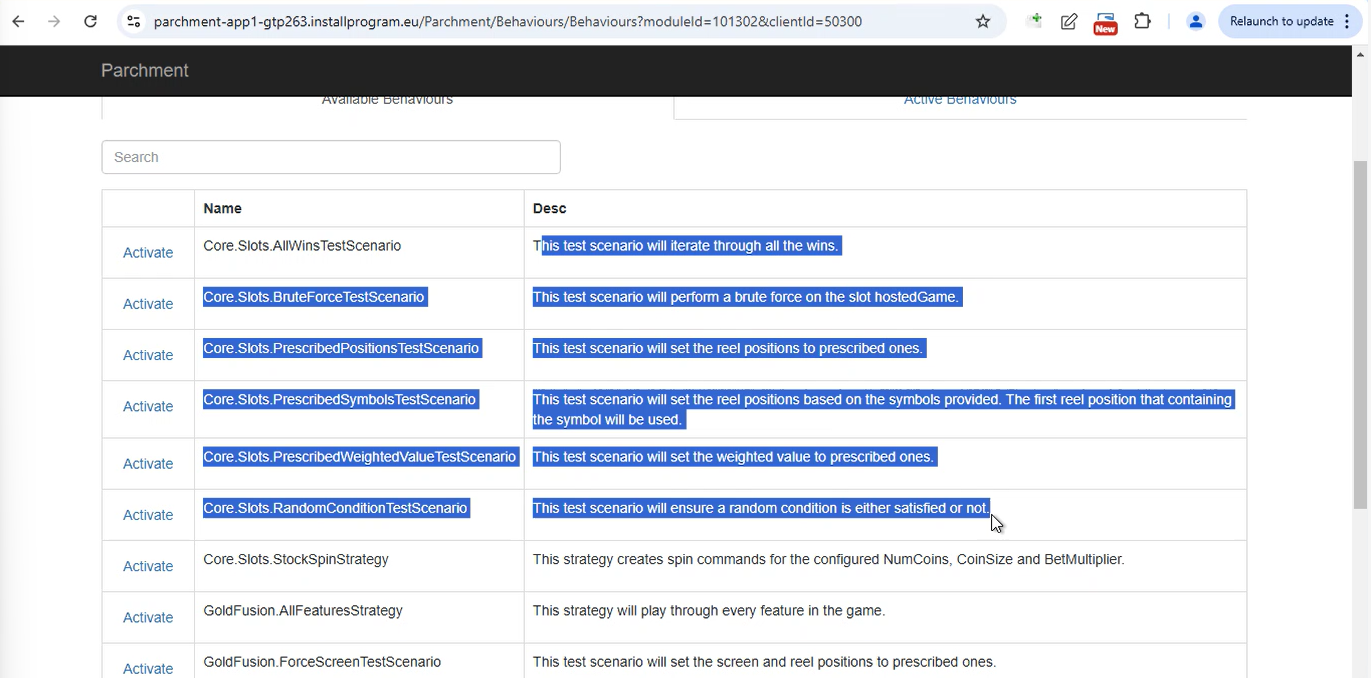 parchment-app1-gtp263.installprogram.eu/Parchment/Behaviours/Behaviours?moduleId=101302&clientId=50300
New
Relaunch to update
Parchment
Available Behaviours
Active Behaviours
Search
Name
Desc
Activate
Core.Slots.AllWinsTestScenario
This test scenario will iterate through all the wins.
Activate
Core.Slots.BruteForceTestScenario
This test scenario will perform a brute force on the slot hostedGame.
Activate
Core.Slots.PrescribedPositionsTestScenario
This test scenario will set the reel positions to prescribed ones.
Activate
Core.Slots.PrescribedSymbolsTestScenario
This test scenario will set the reel positions based on the symbols provided. The first reel position that containing
the symbol will be used.
Activate
Core.Slots.PrescribedWeightedValueTestScenario
This test scenario will set the weighted value to prescribed ones.
Activate
Core.Slots.RandomConditionTestScenario
This test scenario will ensure a random condition is either satisfied or not.
Activate
Core.Slots.StockSpinStrategy
This strategy creates spin commands for the configured NumCoins, CoinSize and BetMultiplier.
Activate
GoldFusion.AllFeaturesStrategy
This strategy will play through every feature in the game.
Activate
GoldFusion.ForceScreenTestScenario
This test scenario will set the screen and reel positions to prescribed ones.